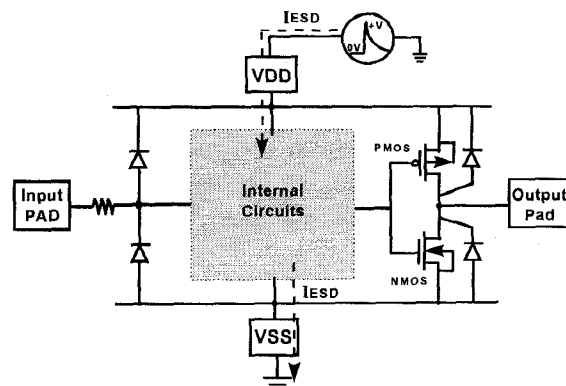 IESD
+V
0V
VDD
PMOS
Input
PAD
Internal
Circuits
Output
Pad
NMOS
IESD
VSS